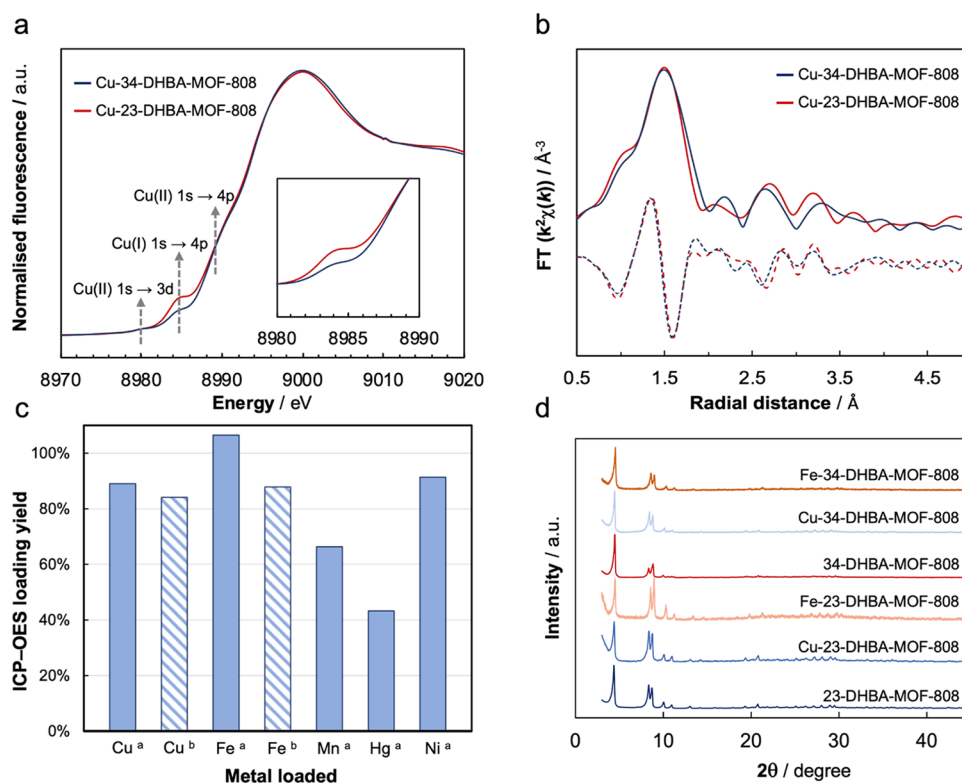 a
Normalised fluorescence / a.u.
Cu-34-DHBA-MOF-808
Cu-23-DHBA-MOF-808
Cu(II) 1s → 4p
Cu(I) 1s → 4p
Cu(II) 1s → 3d
8980 8985 8990
8970 8980 8990 9000 9010 9020
Energy / eV
b
FT (k²χ(k)) / Å⁻³
Cu-34-DHBA-MOF-808
Cu-23-DHBA-MOF-808
0.5 1.5 2.5 3.5 4.5
Radial distance / Å
c
ICP–OES loading yield
100%
80%
60%
40%
20%
0%
Cu ᵃ Cu ᵇ Fe ᵃ Fe ᵇ Mn ᵃ Hg ᵃ Ni ᵃ
Metal loaded
d
Intensity / a.u.
Fe-34-DHBA-MOF-808
Cu-34-DHBA-MOF-808
34-DHBA-MOF-808
Fe-23-DHBA-MOF-808
Cu-23-DHBA-MOF-808
23-DHBA-MOF-808
0 10 20 30 40
2θ / degree